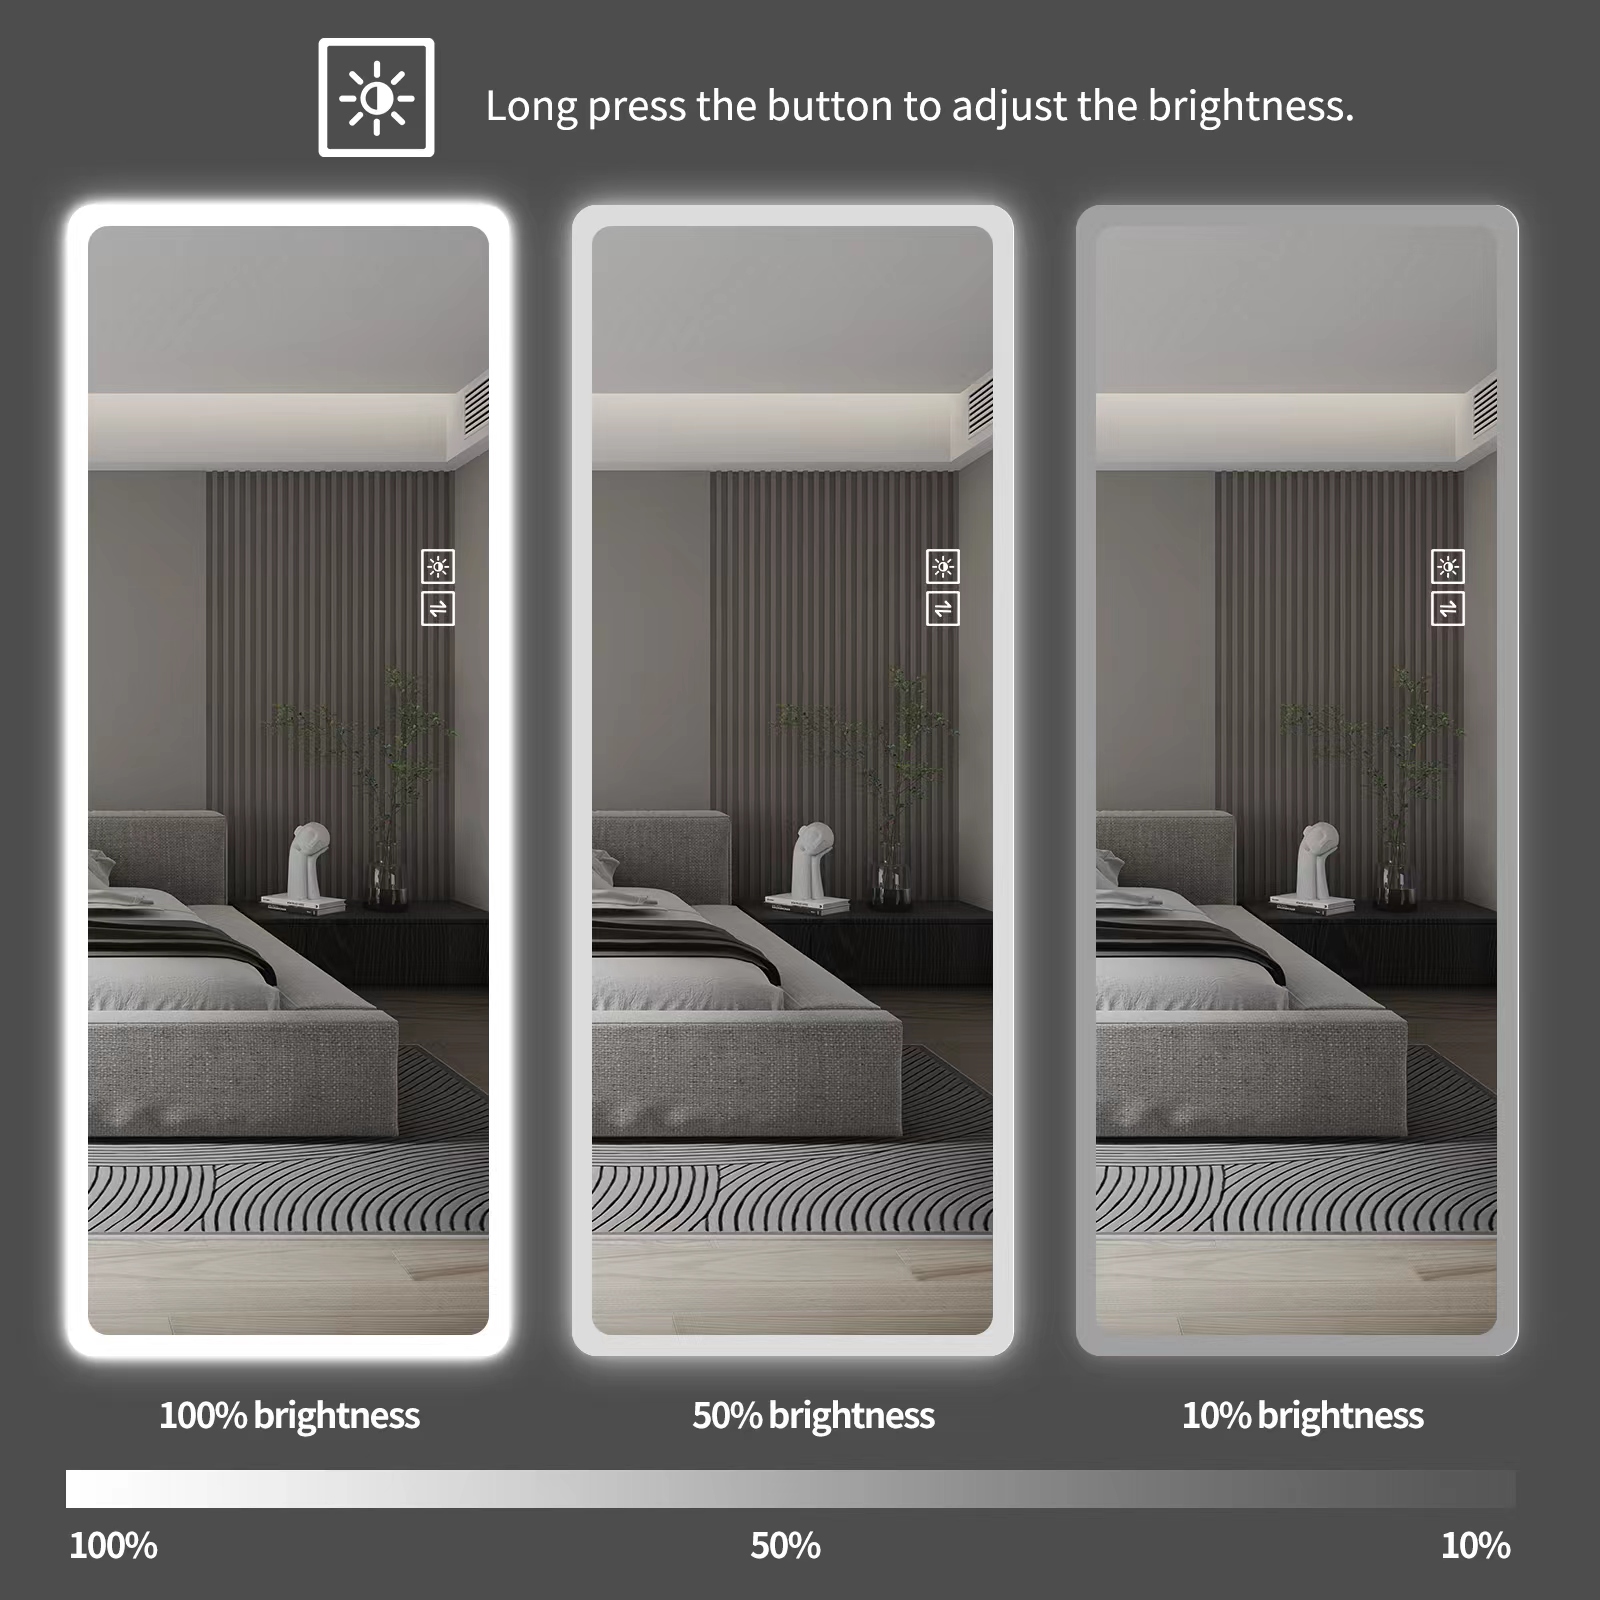 Long press the button to adjust the brightness.
100% brightness
50% brightness
10% brightness
100%
50%
10%